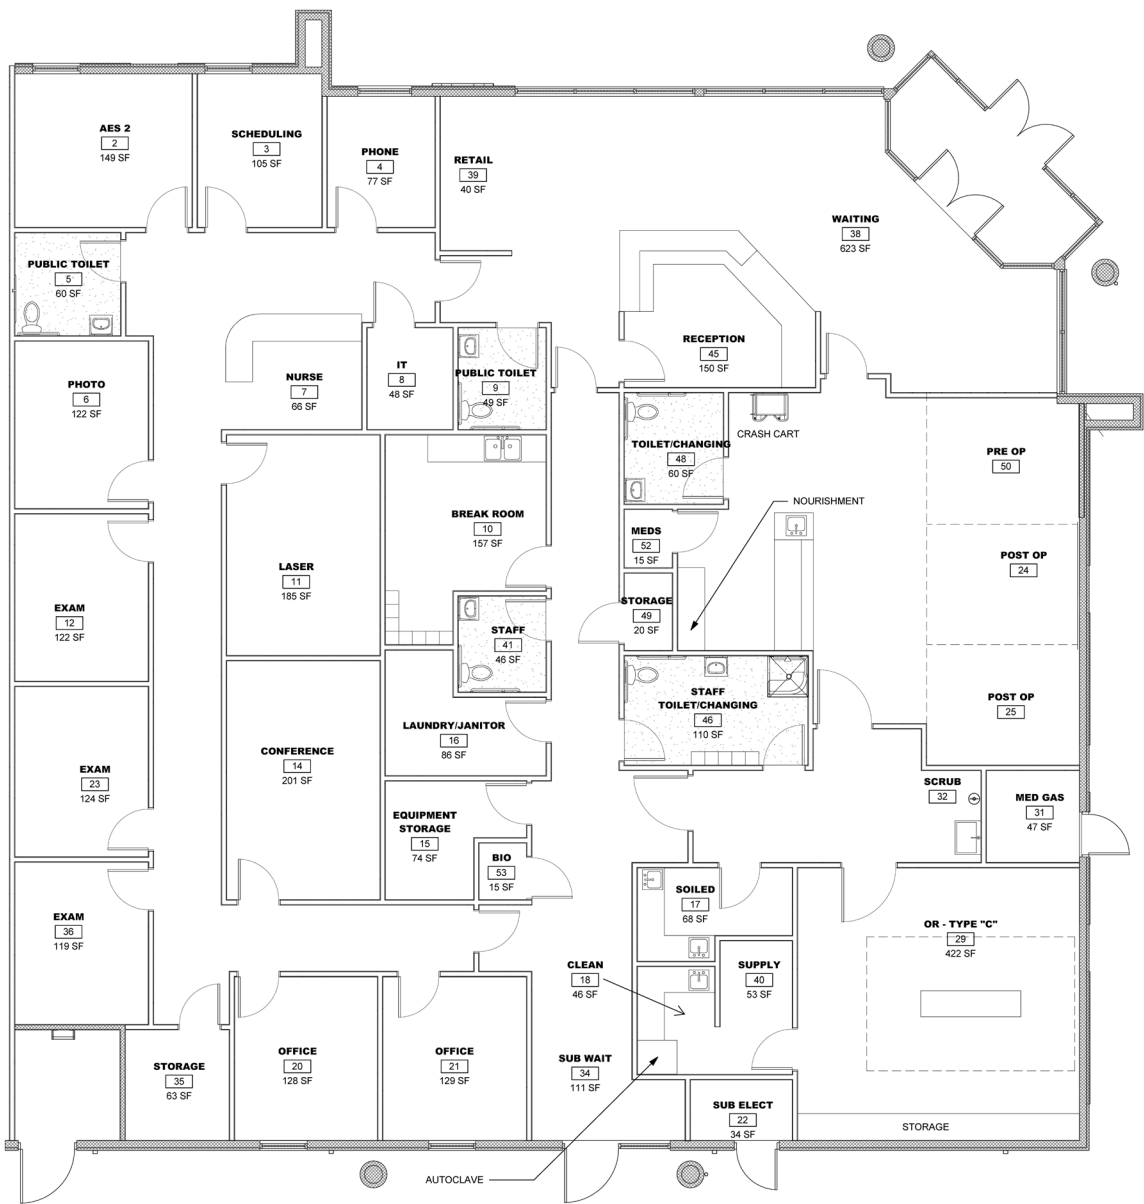 AES 2
2
149 SF
SCHEDULING
3
105 SF
PHONE
4
77 SF
RETAIL
39
40 SF
WAITING
38
623 SF
PUBLIC TOILET
5
60 SF
RECEPTION
45
150 SF
PHOTO
6
122 SF
NURSE
7
66 SF
IT
8
48 SF
PUBLIC TOILET
9
49 SF
TOILET/CHANGING
48
60 SF
CRASH CART
PRE OP
50
NOURISHMENT
BREAK ROOM
10
157 SF
MEDS
52
15 SF
POST OP
24
LASER
11
185 SF
EXAM
12
122 SF
STORAGE
49
20 SF
STAFF
41
46 SF
STAFF
TOILET/CHANGING
46
110 SF
POST OP
25
LAUNDRY/JANITOR
16
86 SF
CONFERENCE
14
201 SF
EXAM
23
124 SF
SCRUB
32
MED GAS
31
47 SF
EQUIPMENT
STORAGE
15
74 SF
BIO
53
15 SF
SOILED
17
68 SF
EXAM
36
119 SF
OR - TYPE "C"
29
422 SF
CLEAN
18
46 SF
SUPPLY
40
53 SF
STORAGE
35
63 SF
OFFICE
20
128 SF
OFFICE
21
129 SF
SUB WAIT
34
111 SF
SUB ELECT
22
34 SF
STORAGE
AUTOCLAVE